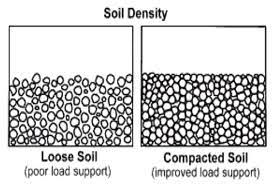 Soil Density
Loose Soil
(poor load support)
Compacted Soil
(improved load support)